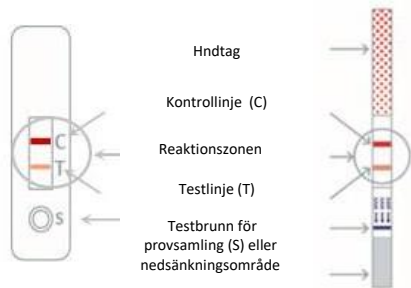 Hndtag
Kontrollinje (C)
Reaktionszonen
Testlinje (T)
Testbrunn för
provsamling (S) eller
nedsänkningsområde
C
T
S